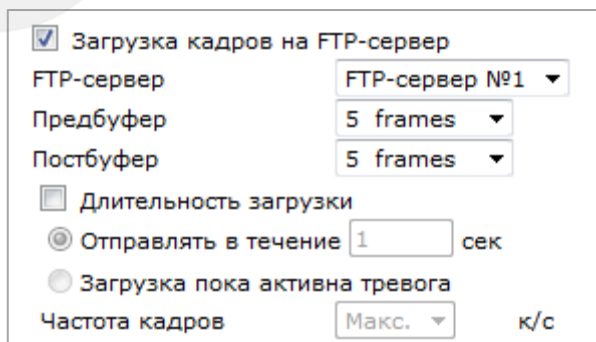 Загрузка кадров на FTP-сервер
FTP-сервер FTP-сервер №1
Предбуфер 5 frames
Постбуфер 5 frames
Длительность загрузки
Отправлять в течение 1 сек
Загрузка пока активна тревога
Частота кадров Макс. к/с